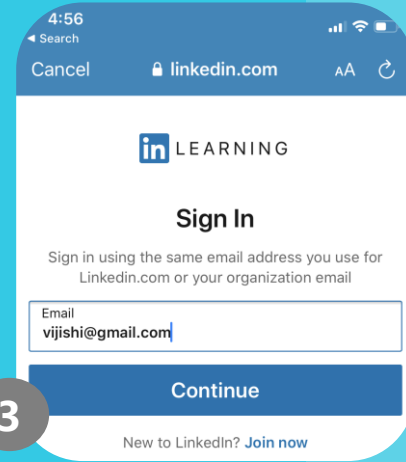 4:56
◄ Search
Cancel linkedin.com AA
in LEARNING
Sign In
Sign in using the same email address you use for
Linkedin.com or your organization email
Email
vijishi@gmail.com
Continue
3
New to LinkedIn? Join now